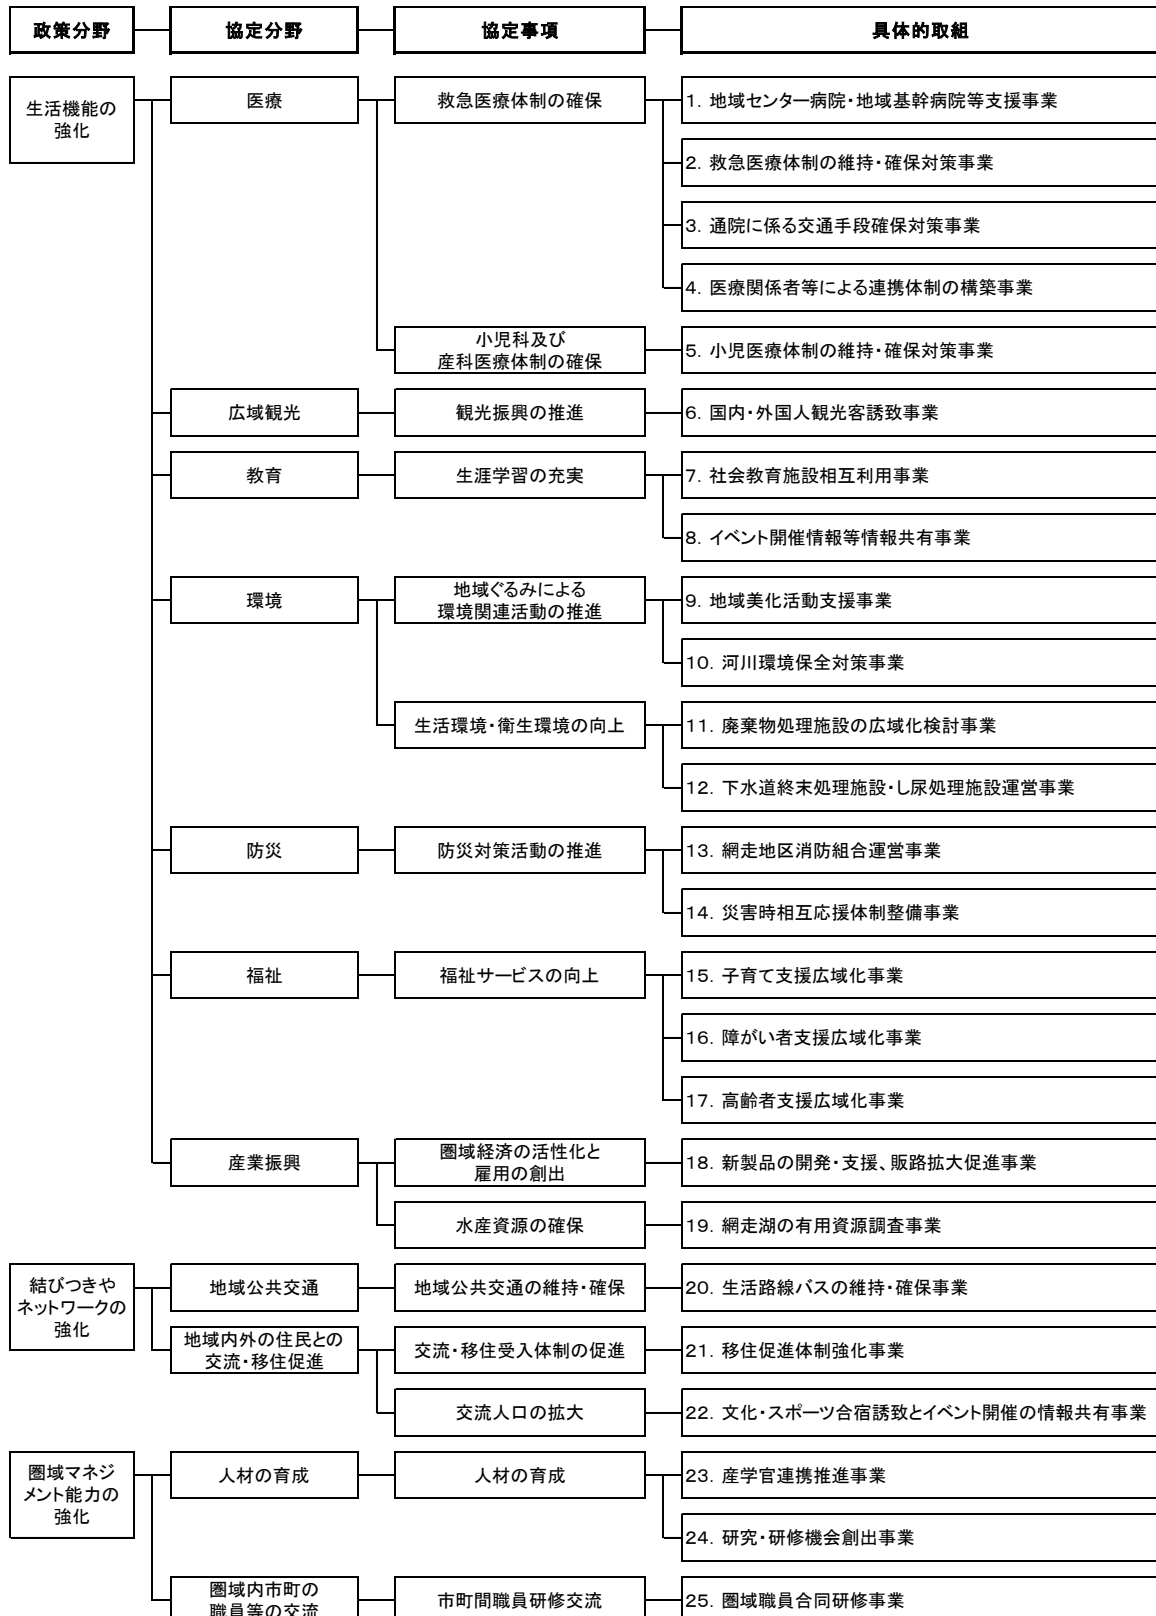 政策分野
協定分野
協定事項
具体的取組
生活機能の
強化
医療
救急医療体制の確保
1. 地域センター病院・地域基幹病院等支援事業
2. 救急医療体制の維持・確保対策事業
3. 通院に係る交通手段確保対策事業
4. 医療関係者等による連携体制の構築事業
小児科及び
産科医療体制の確保
5. 小児医療体制の維持・確保対策事業
広域観光
観光振興の推進
6. 国内・外国人観光客誘致事業
教育
生涯学習の充実
7. 社会教育施設相互利用事業
8. イベント開催情報等情報共有事業
環境
地域ぐるみによる
環境関連活動の推進
9. 地域美化活動支援事業
10. 河川環境保全対策事業
生活環境・衛生環境の向上
11. 廃棄物処理施設の広域化検討事業
12. 下水道終末処理施設・し尿処理施設運営事業
防災
防災対策活動の推進
13. 網走地区消防組合運営事業
14. 災害時相互応援体制整備事業
福祉
福祉サービスの向上
15. 子育て支援広域化事業
16. 障がい者支援広域化事業
17. 高齢者支援広域化事業
産業振興
圏域経済の活性化と
雇用の創出
18. 新製品の開発・支援、販路拡大促進事業
水産資源の確保
19. 網走湖の有用資源調査事業
結びつきや
ネットワークの
強化
地域公共交通
地域公共交通の維持・確保
20. 生活路線バスの維持・確保事業
地域内外の住民との
交流・移住促進
交流・移住受入体制の促進
21. 移住促進体制強化事業
交流人口の拡大
22. 文化・スポーツ合宿誘致とイベント開催の情報共有事業
圏域マネジ
メント能力の
強化
人材の育成
人材の育成
23. 産学官連携推進事業
24. 研究・研修機会創出事業
圏域内市町の
職員等の交流
市町間職員研修交流
25. 圏域職員合同研修事業